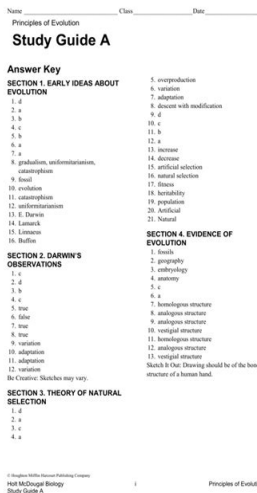 Name Class Date
Principles of Evolution
Study Guide A
Answer Key
SECTION 1. EARLY IDEAS ABOUT
EVOLUTION
1. d
2. a
3. b
4. c
5. b
6. a
7. a
8. gradualism, uniformitarianism,
catastrophism
9. fossil
10. evolution
11. catastrophism
12. uniformitarianism
13. E. Darwin
14. Lamarck
15. Linnaeus
16. Buffon
SECTION 2. DARWIN'S
OBSERVATIONS
1. c
2. d
3. b
4. c
5. true
6. false
7. true
8. true
9. variation
10. adaptation
11. adaptation
12. variation
Be Creative: Sketches may vary.
SECTION 3. THEORY OF NATURAL
SELECTION
1. d
2. a
3. c
4. a
5. overproduction
6. variation
7. adaptation
8. descent with modification
9. d
10. c
11. b
12. a
13. increase
14. decrease
15. artificial selection
16. natural selection
17. fitness
18. heritability
19. population
20. Artificial
21. Natural
SECTION 4. EVIDENCE OF
EVOLUTION
1. fossils
2. geography
3. embryology
4. anatomy
5. c
6. a
7. homologous structure
8. analogous structure
9. analogous structure
10. vestigial structure
11. homologous structure
12. analogous structure
13. vestigial structure
Sketch It Out: Drawing should be of the bon
structure of a human hand.
© Houghton Mifflin Harcourt Publishing Company
Holt McDougal Biology 1 Principles of Evoluti
Study Guide A